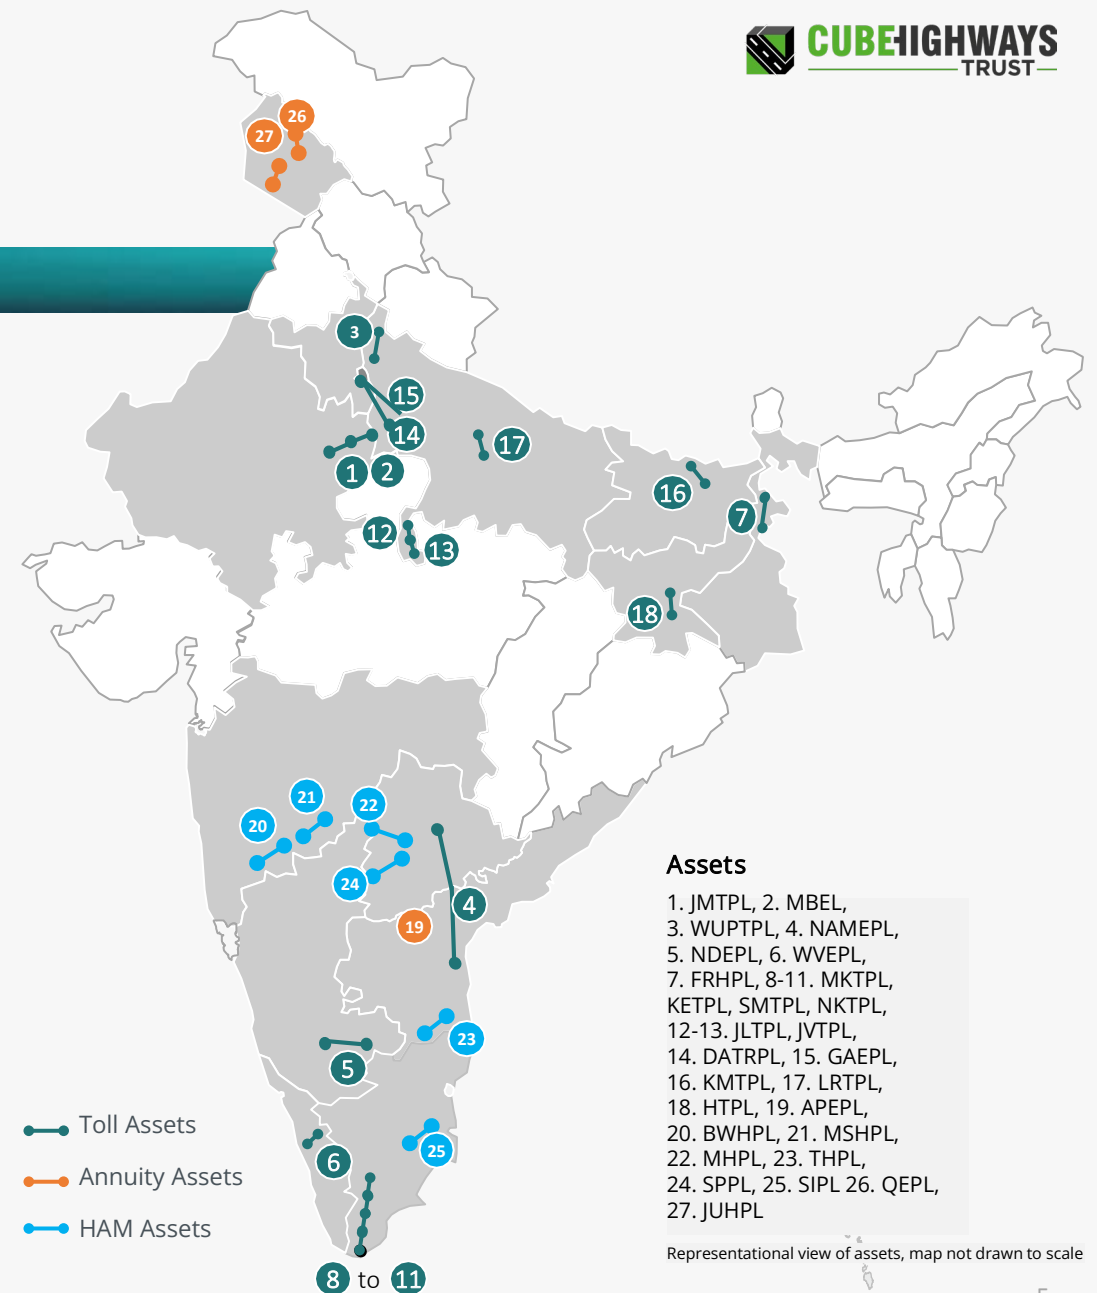 CUBEHIGHWAYS
TRUST
26
27
3
15
14
17
1
2
16
7
12
13
18
21
22
20
24
4
19
23
5
25
6
8 to 11
Toll Assets
Annuity Assets
HAM Assets
Assets
1. JMTPL, 2. MBEL,
3. WUPTPL, 4. NAMEPL,
5. NDEPL, 6. WVEPL,
7. FRHPL, 8-11. MKTPL,
KETPL, SMTPL, NKTPL,
12-13. JLTPL, JVTPL,
14. DATRPL, 15. GAEPL,
16. KMTPL, 17. LRTPL,
18. HTPL, 19. APEPL,
20. BWHPL, 21. MSHPL,
22. MHPL, 23. THPL,
24. SPPL, 25. SIPL 26. QEPL,
27. JUHPL
Representational view of assets, map not drawn to scale